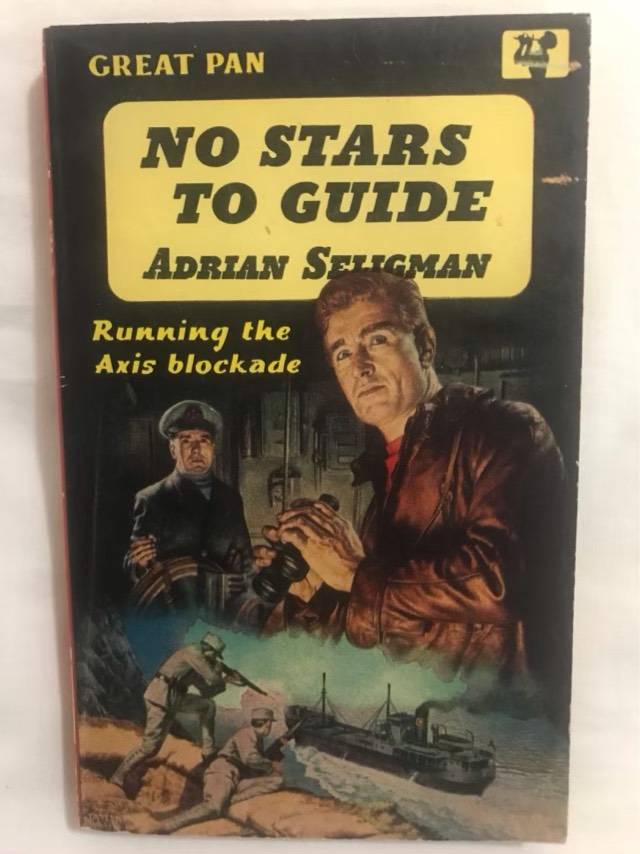 GREAT PAN
NO STARS
TO GUIDE
ADRIAN SELIGMAN
Running the
Axis blockade